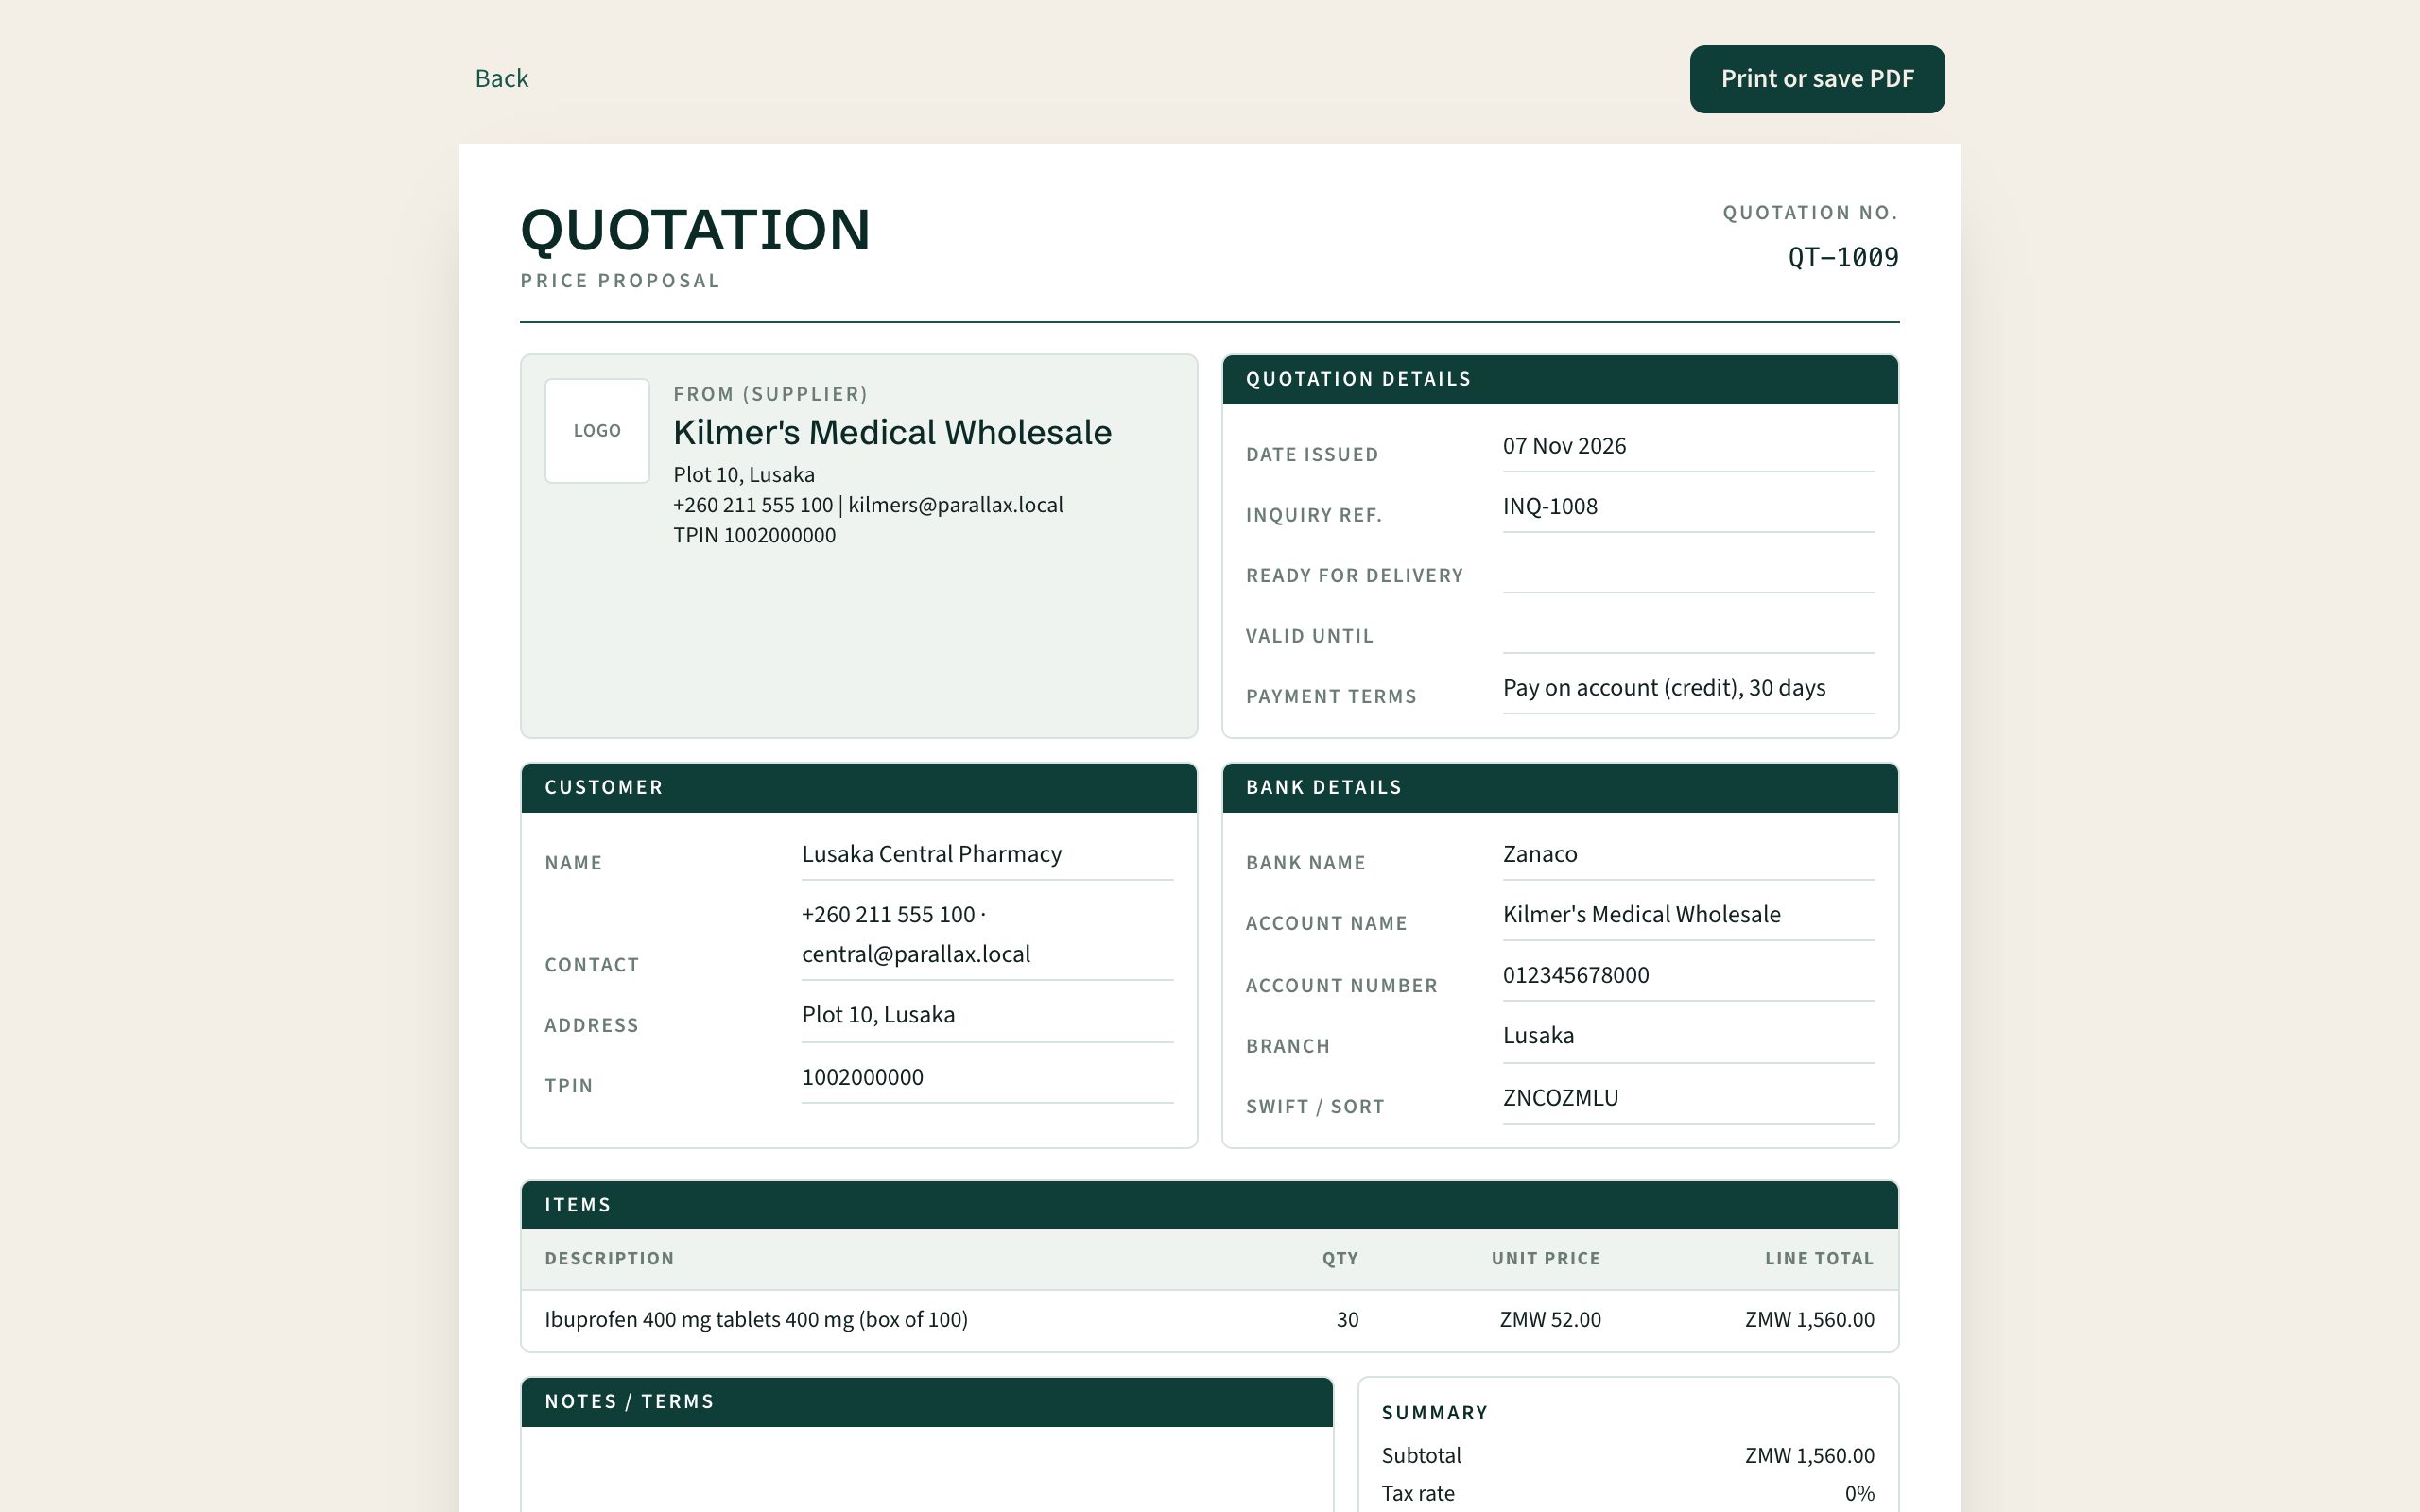 Back
Print or save PDF
QUOTATION
PRICE PROPOSAL
QUOTATION NO.
QT-1009
LOGO
FROM (SUPPLIER)
Kilmer's Medical Wholesale
Plot 10, Lusaka
+260 211 555 100 | kilmers@parallax.local
TPIN 1002000000
QUOTATION DETAILS
DATE ISSUED 07 Nov 2026
INQUIRY REF. INQ-1008
READY FOR DELIVERY
VALID UNTIL
PAYMENT TERMS Pay on account (credit), 30 days
CUSTOMER
NAME Lusaka Central Pharmacy
+260 211 555 100 ·
CONTACT central@parallax.local
ADDRESS Plot 10, Lusaka
TPIN 1002000000
BANK DETAILS
BANK NAME Zanaco
ACCOUNT NAME Kilmer's Medical Wholesale
ACCOUNT NUMBER 012345678000
BRANCH Lusaka
SWIFT / SORT ZNCOZMLU
ITEMS
DESCRIPTION QTY UNIT PRICE LINE TOTAL
Ibuprofen 400 mg tablets 400 mg (box of 100) 30 ZMW 52.00 ZMW 1,560.00
NOTES / TERMS
SUMMARY
Subtotal ZMW 1,560.00
Tax rate 0%